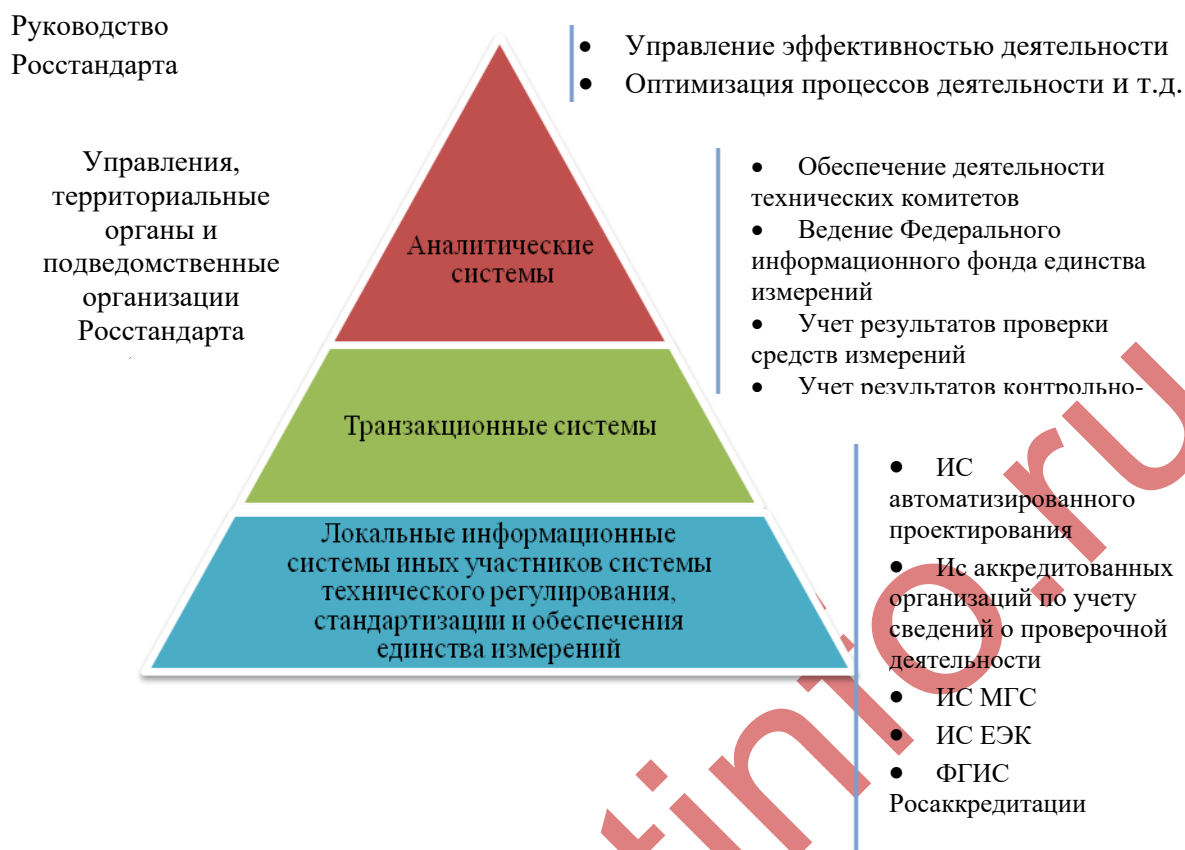 Руководство
Росстандарта
• Управление эффективностью деятельности
• Оптимизация процессов деятельности и т.д.
Управления,
территориальные
органы и
подведомственные
организации
Росстандарта
Аналитические
системы
• Обеспечение деятельности
технических комитетов
• Ведение Федерального
информационного фонда единства
измерений
• Учет результатов проверки
средств измерений
• Учет результатов контрольно-
Транзакционные системы
Локальные информационные
системы иных участников системы
технического регулирования,
стандартизации и обеспечения
единства измерений
• ИС
автоматизированного
проектирования
• Ис аккредитованных
организаций по учету
сведений о проверочной
деятельности
• ИС МГС
• ИС ЕЭК
• ФГИС
Росаккредитации